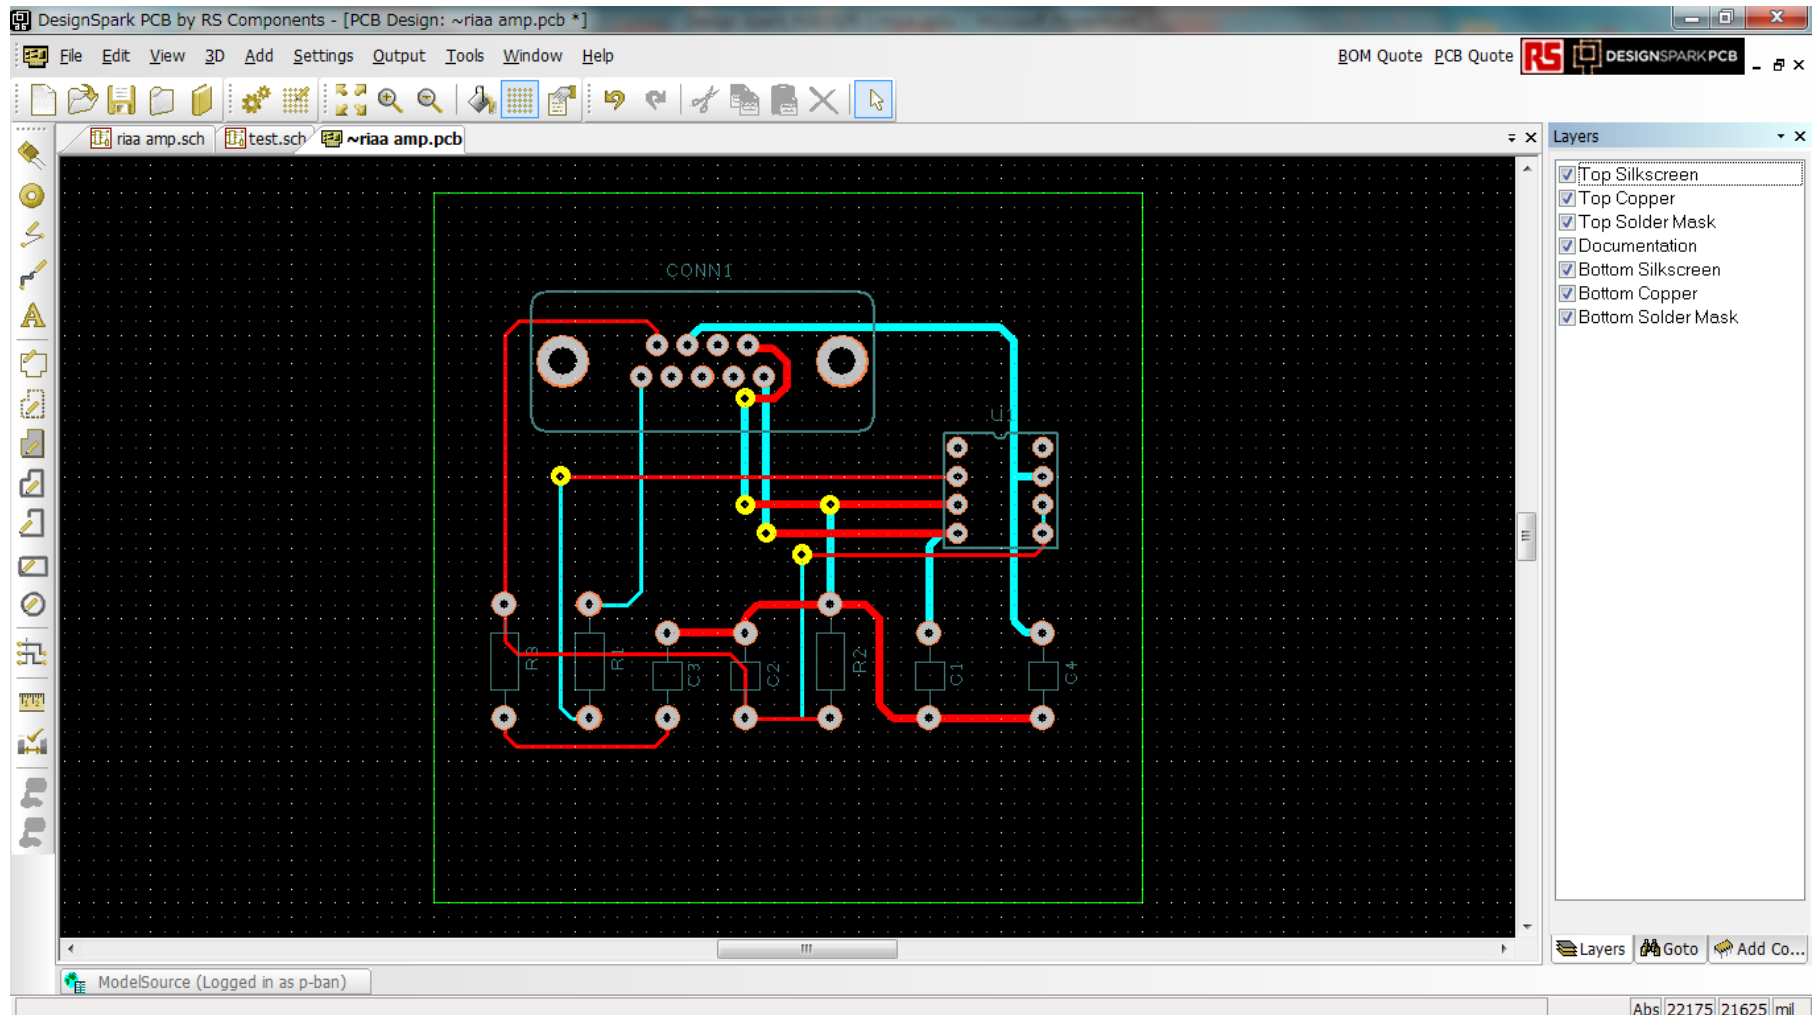 DesignSpark PCB by RS Components - [PCB Design: ~riaa amp.pcb *]
File Edit View 3D Add Settings Output Tools Window Help
BOM Quote PCB Quote RS DESIGNSPARK PCB
riaa amp.sch test.sch ~riaa amp.pcb
Layers
Top Silkscreen
Top Copper
Top Solder Mask
Documentation
Bottom Silkscreen
Bottom Copper
Bottom Solder Mask
CONN1
U1
R3
R1
C3
C2
R2
C1
C4
Layers Goto Add Co...
ModelSource (Logged in as p-ban)
Abs 22175 21625 mil